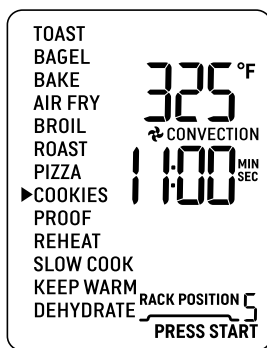 TOAST
BAGEL
BAKE
AIR FRY
BROIL
ROAST
PIZZA
▶COOKIES
PROOF
REHEAT
SLOW COOK
KEEP WARM
DEHYDRATE
325 °F
CONVECTION
11:00 MIN
SEC
RACK POSITION 5
PRESS START